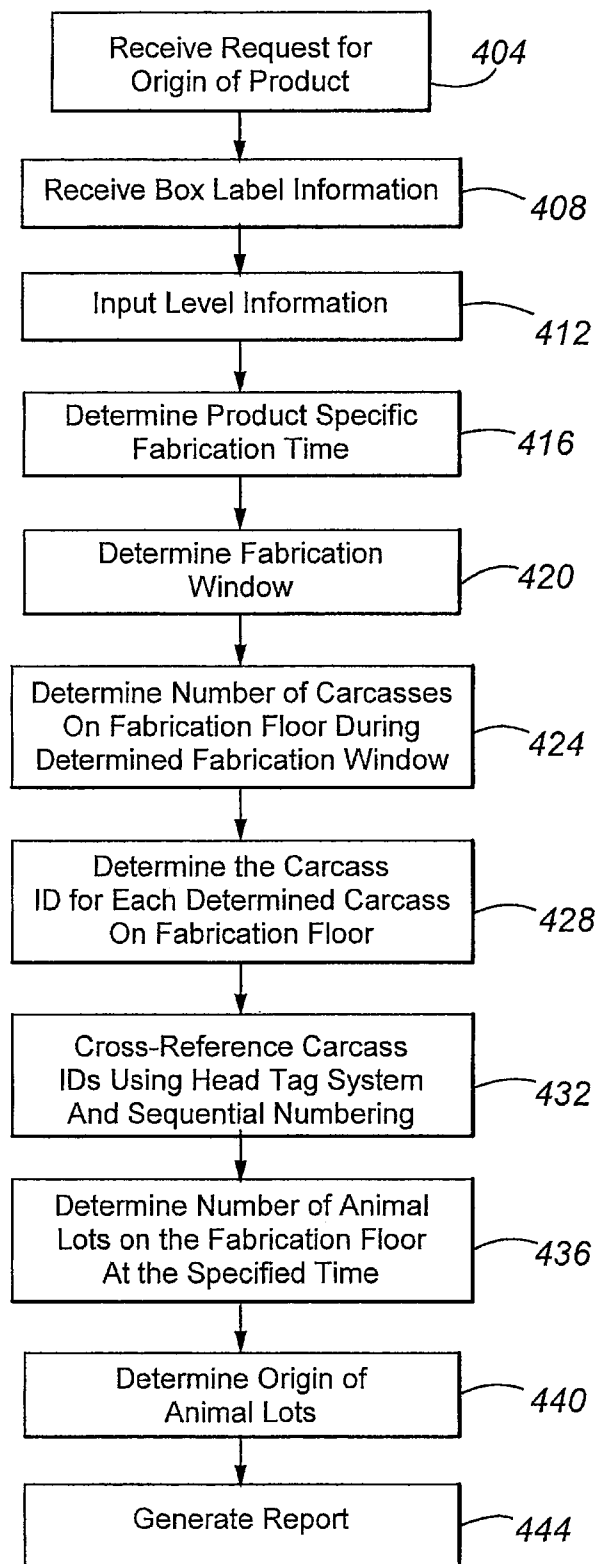 Receive Request for
Origin of Product
404
Receive Box Label Information
408
Input Level Information
412
Determine Product Specific
Fabrication Time
416
Determine Fabrication
Window
420
Determine Number of Carcasses
On Fabrication Floor During
Determined Fabrication Window
424
Determine the Carcass
ID for Each Determined Carcass
On Fabrication Floor
428
Cross-Reference Carcass
IDs Using Head Tag System
And Sequential Numbering
432
Determine Number of Animal
Lots on the Fabrication Floor
At the Specified Time
436
Determine Origin of
Animal Lots
440
Generate Report
444